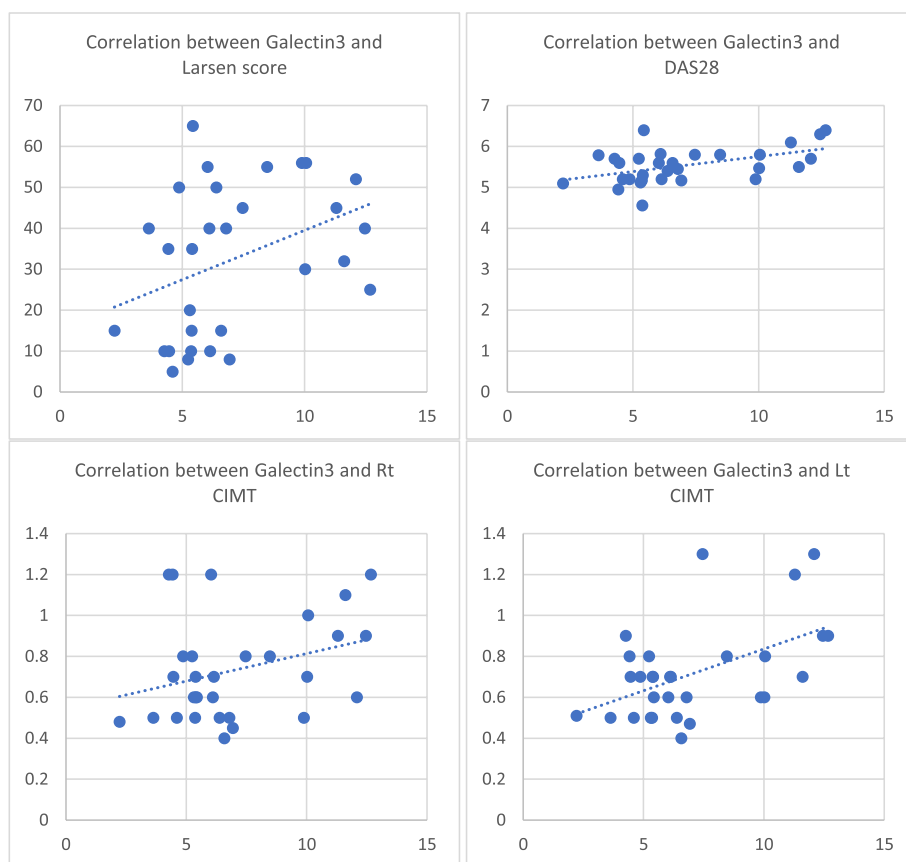 Correlation between Galectin3 and
Larsen score
70
60
50
40
30
20
10
0
0 5 10 15
Correlation between Galectin3 and
DAS28
7
6
5
4
3
2
1
0
0 5 10 15
Correlation between Galectin3 and Rt
CIMT
1.4
1.2
1
0.8
0.6
0.4
0.2
0
0 5 10 15
Correlation between Galectin3 and Lt
CIMT
1.4
1.2
1
0.8
0.6
0.4
0.2
0
0 5 10 15